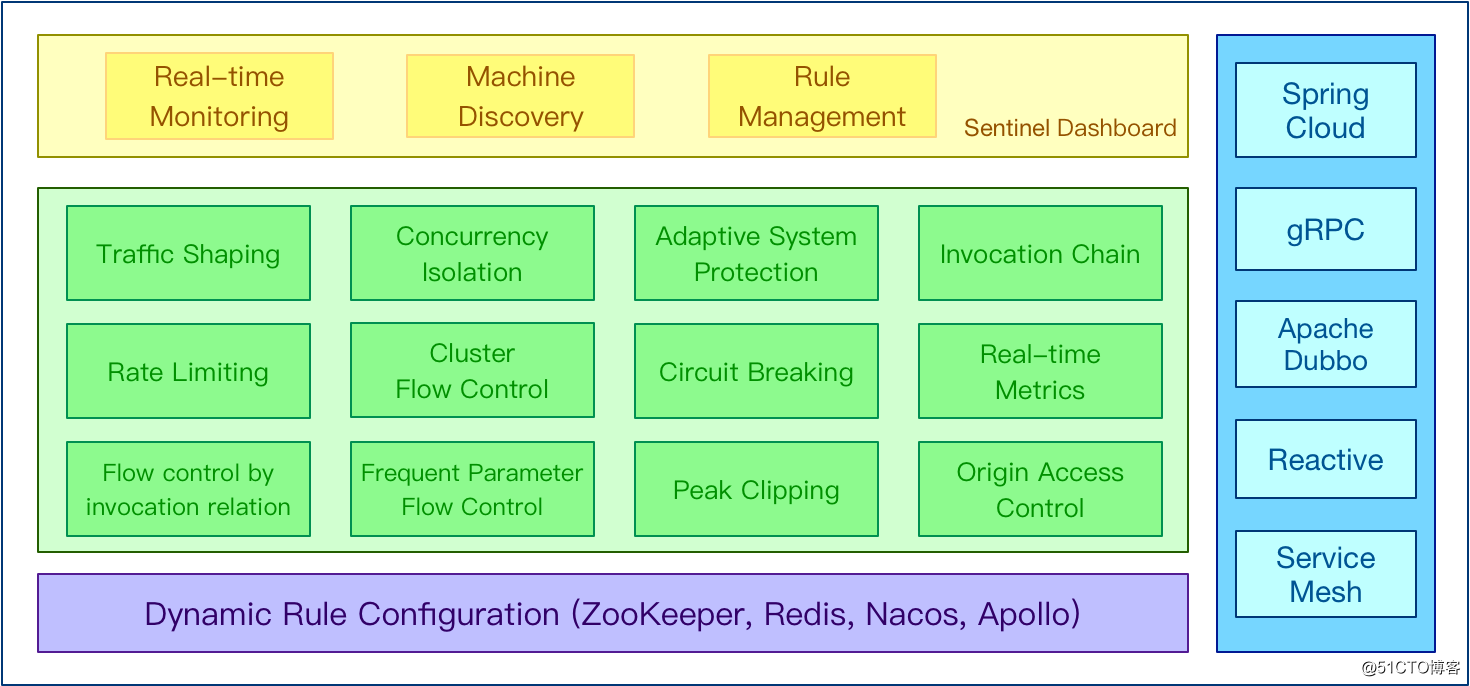 Real-time
Monitoring
Machine
Discovery
Rule
Management
Sentinel Dashboard
Traffic Shaping
Concurrency
Isolation
Adaptive System
Protection
Invocation Chain
Rate Limiting
Cluster
Flow Control
Circuit Breaking
Real-time
Metrics
Flow control by
invocation relation
Frequent Parameter
Flow Control
Peak Clipping
Origin Access
Control
Dynamic Rule Configuration (ZooKeeper, Redis, Nacos, Apollo)
Spring
Cloud
gRPC
Apache
Dubbo
Reactive
Service
Mesh
@51CTO博客